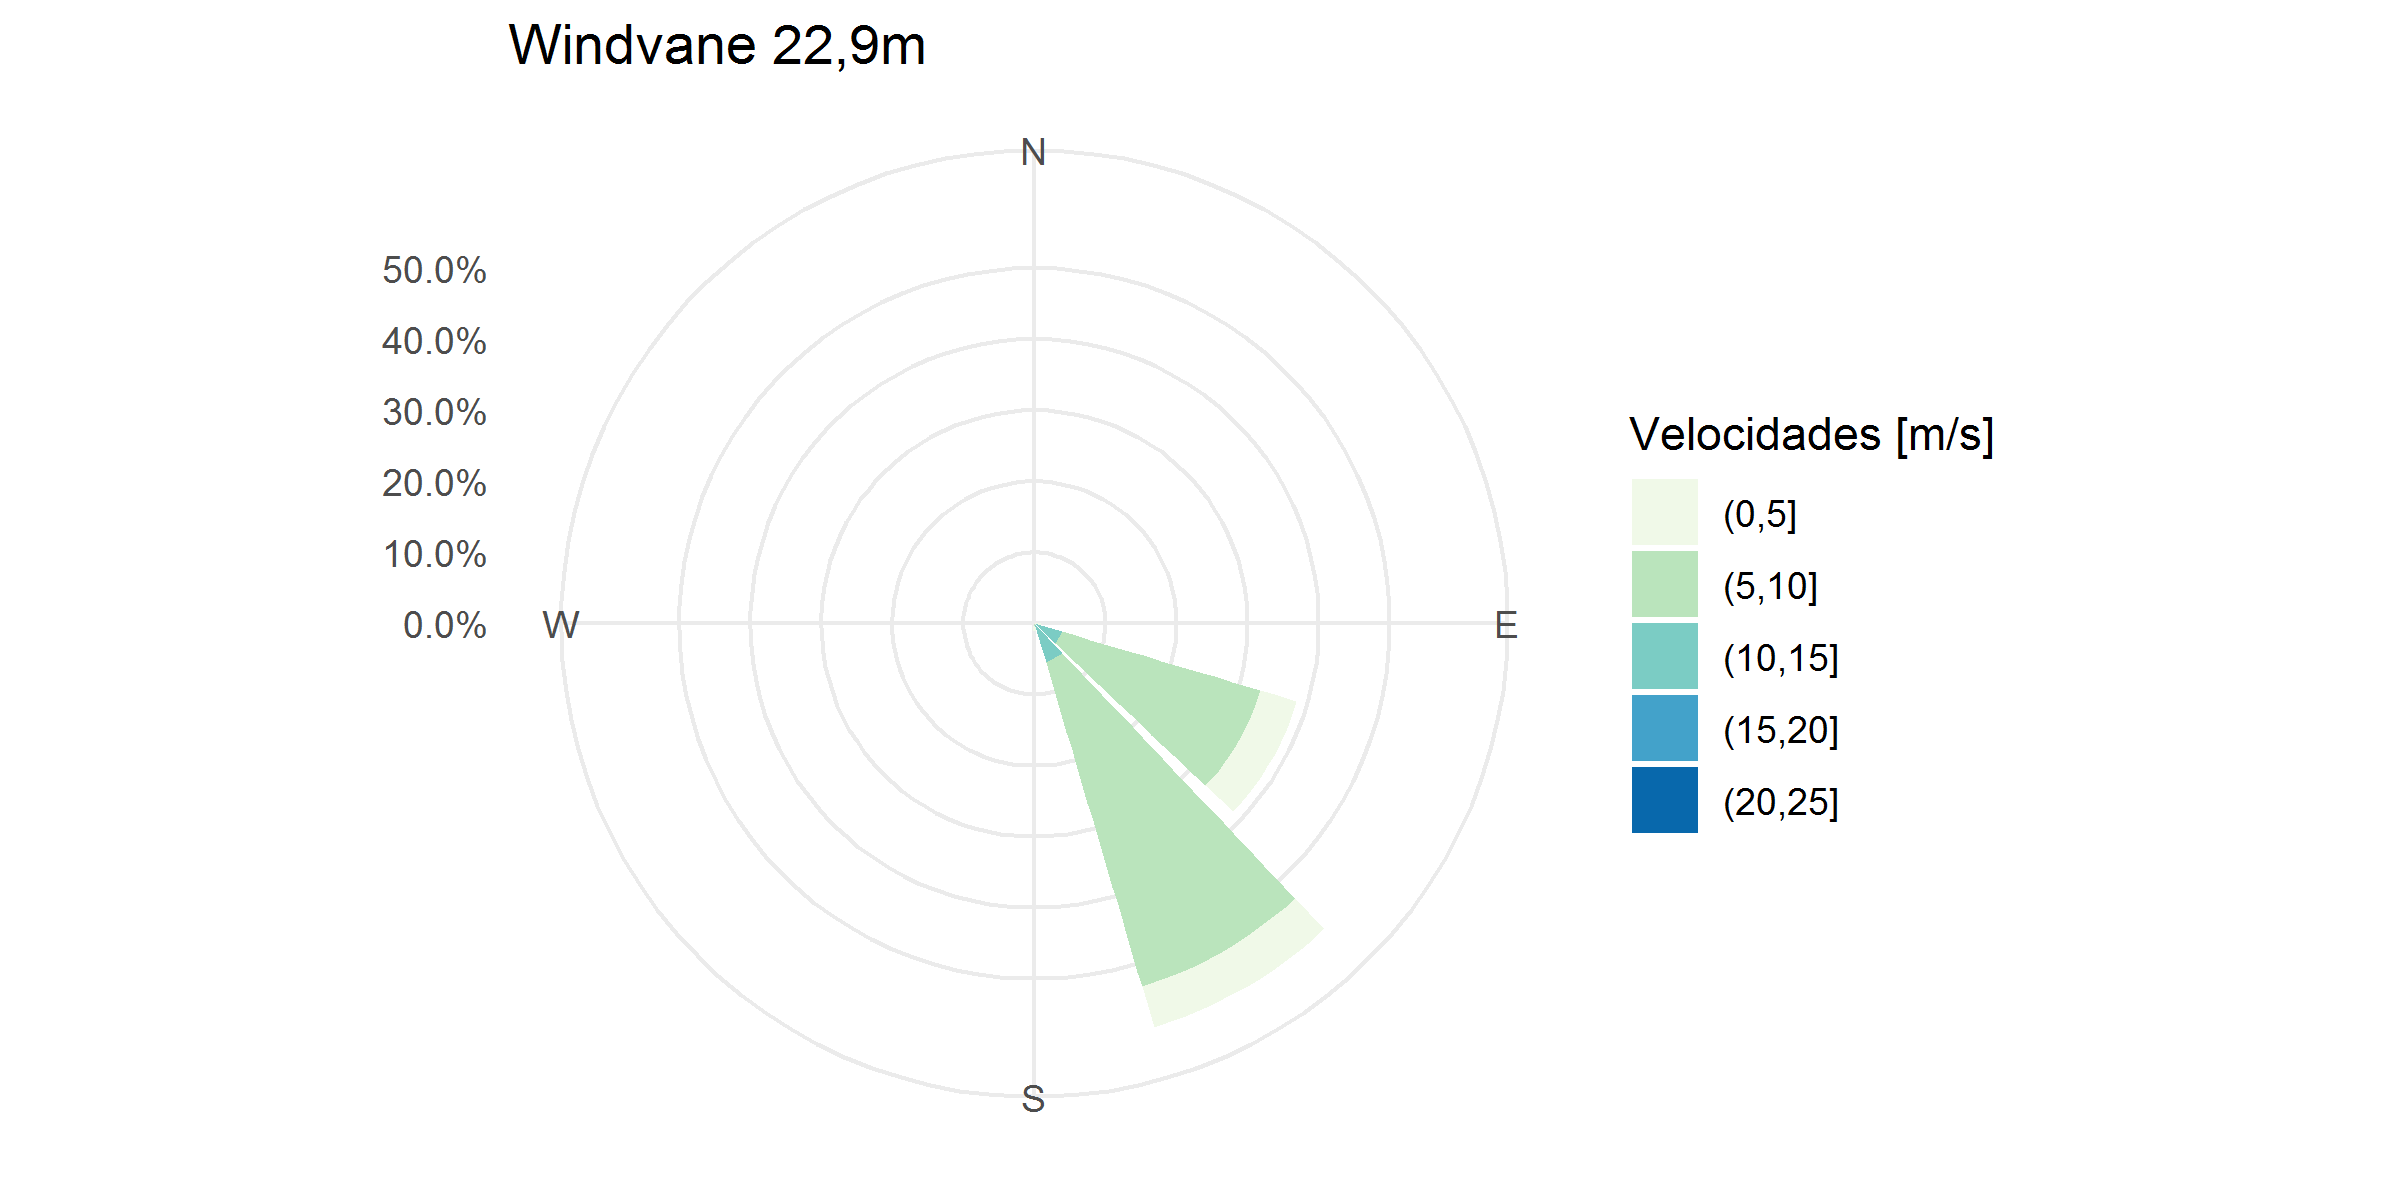 Windvane 22,9m
N
50.0%
40.0%
30.0%
20.0%
10.0%
0.0%
W
E
S
Velocidades [m/s]
(0,5]
(5,10]
(10,15]
(15,20]
(20,25]